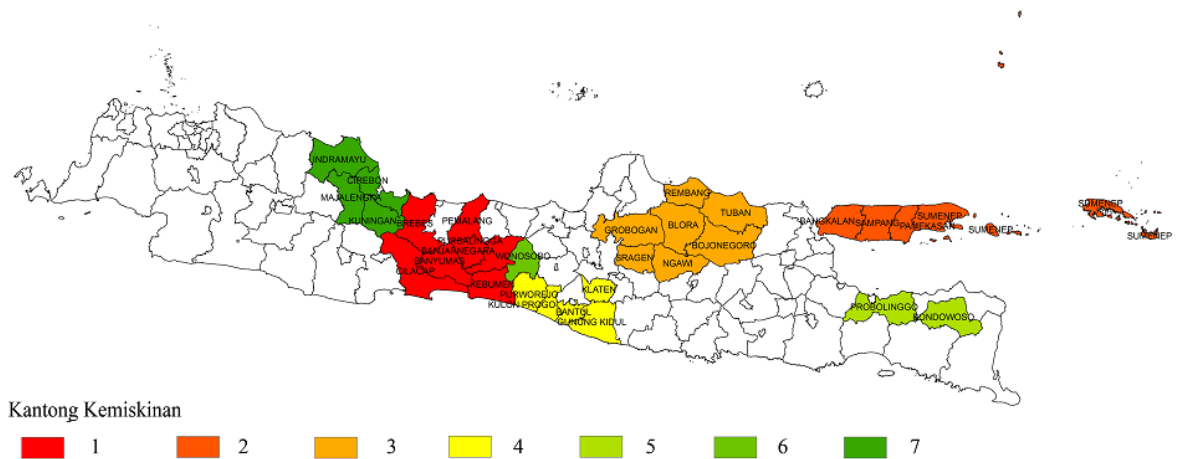 INDRAMAYU
CIREBON
MAJALENGKA
KUNINGAN
BREBES
PEMALANG
PURBALINGGA
BANJARNEGARA
BANYUMAS
CILACAP
KEBUMEN
WONOSOBO
PURWOREJO
KULON PROGO
BANTUL
GUNUNG KIDUL
KLATEN
REMBANG
TUBAN
BLORA
GROBOGAN
BOJONEGORO
SRAGEN
NGAWI
BANGKALAN
SAMPANG
SUMENEP
PAMEKASAN
SUMENEP
SUMENEP
SUMENEP
PROBOLINGGO
BONDOWOSO
Kantong Kemiskinan
1 2 3 4 5 6 7